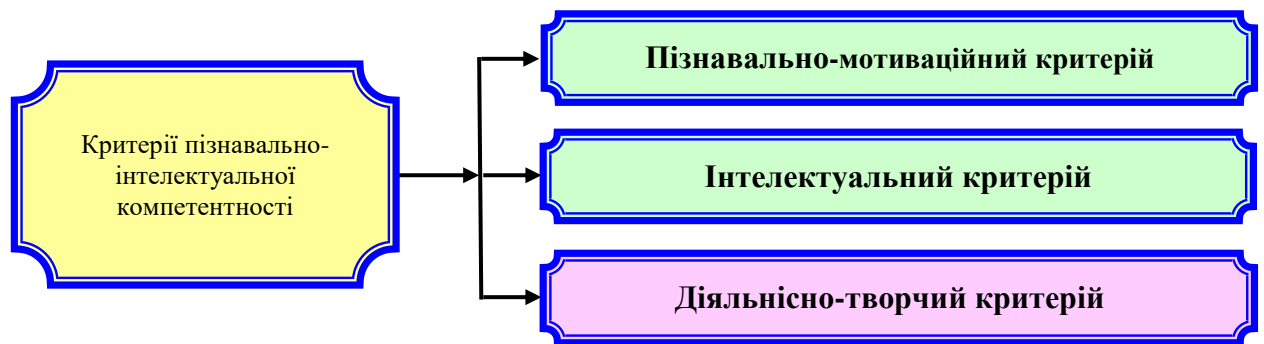 Критерії пізнавально-
інтелектуальної
компетентності
Пізнавально-мотиваційний критерій
Інтелектуальний критерій
Діяльнісно-творчий критерій